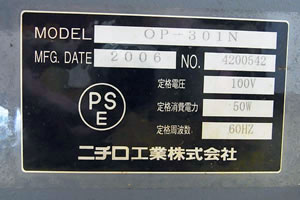 MODEL OP-301N
MFG. DATE 2006 NO. 4200542
定格電圧 100V
PS
E
定格消費電力 50W
定格周波数 60HZ
ニチロ工業株式会社